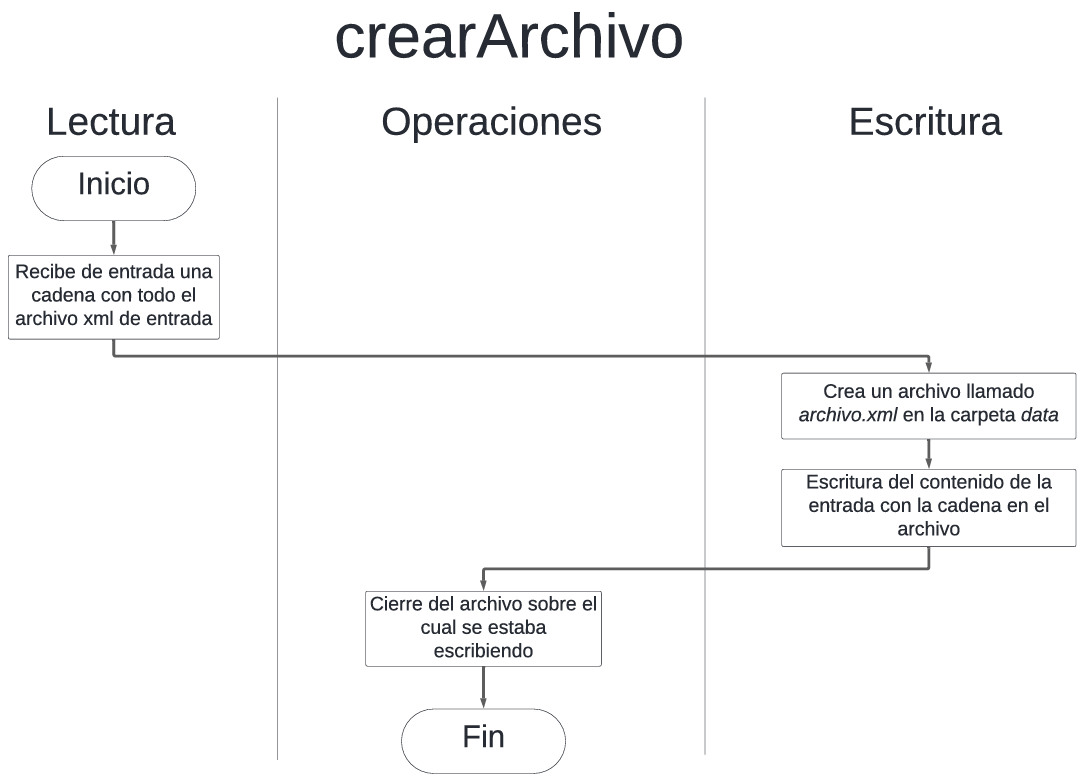 crearArchivo
Lectura
Operaciones
Escritura
Inicio
Recibe de entrada una
cadena con todo el
archivo xml de entrada
Crea un archivo llamado
archivo.xml en la carpeta data
Escritura del contenido de la
entrada con la cadena en el
archivo
Cierre del archivo sobre el
cual se estaba
escribiendo
Fin